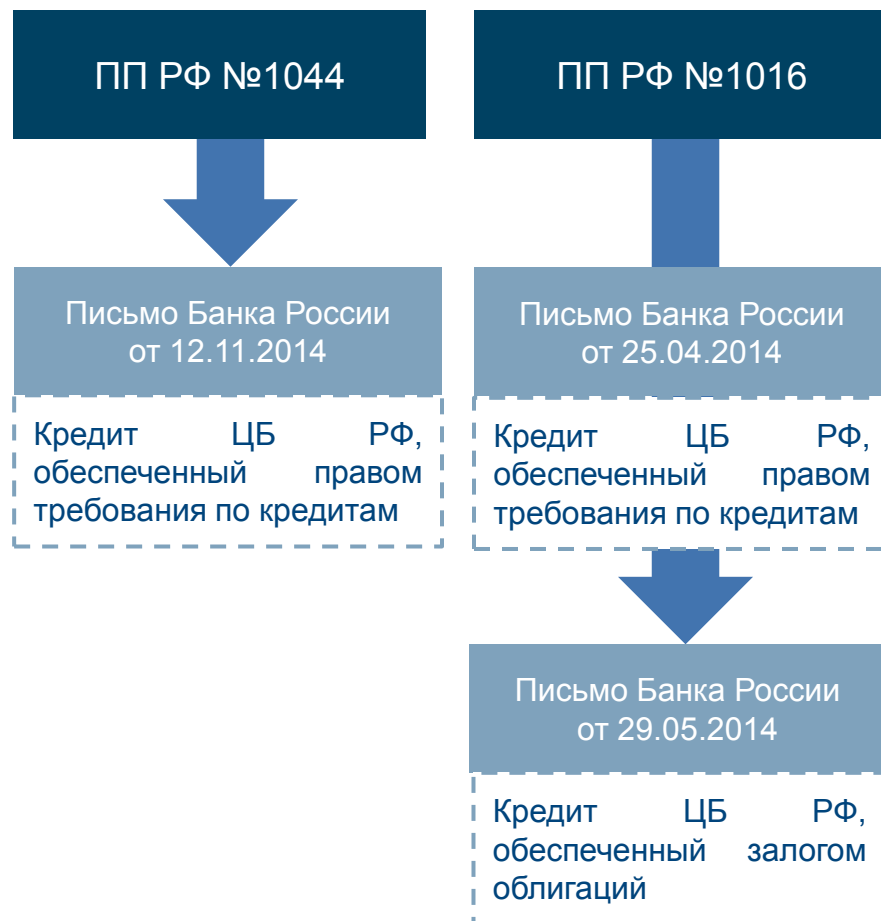 ПП РФ №1044
Письмо Банка России
от 12.11.2014
Кредит ЦБ РФ,
обеспеченный правом
требования по кредитам
ПП РФ №1016
Письмо Банка России
от 25.04.2014
Кредит ЦБ РФ,
обеспеченный правом
требования по кредитам
Письмо Банка России
от 29.05.2014
Кредит ЦБ РФ,
обеспеченный залогом
облигаций